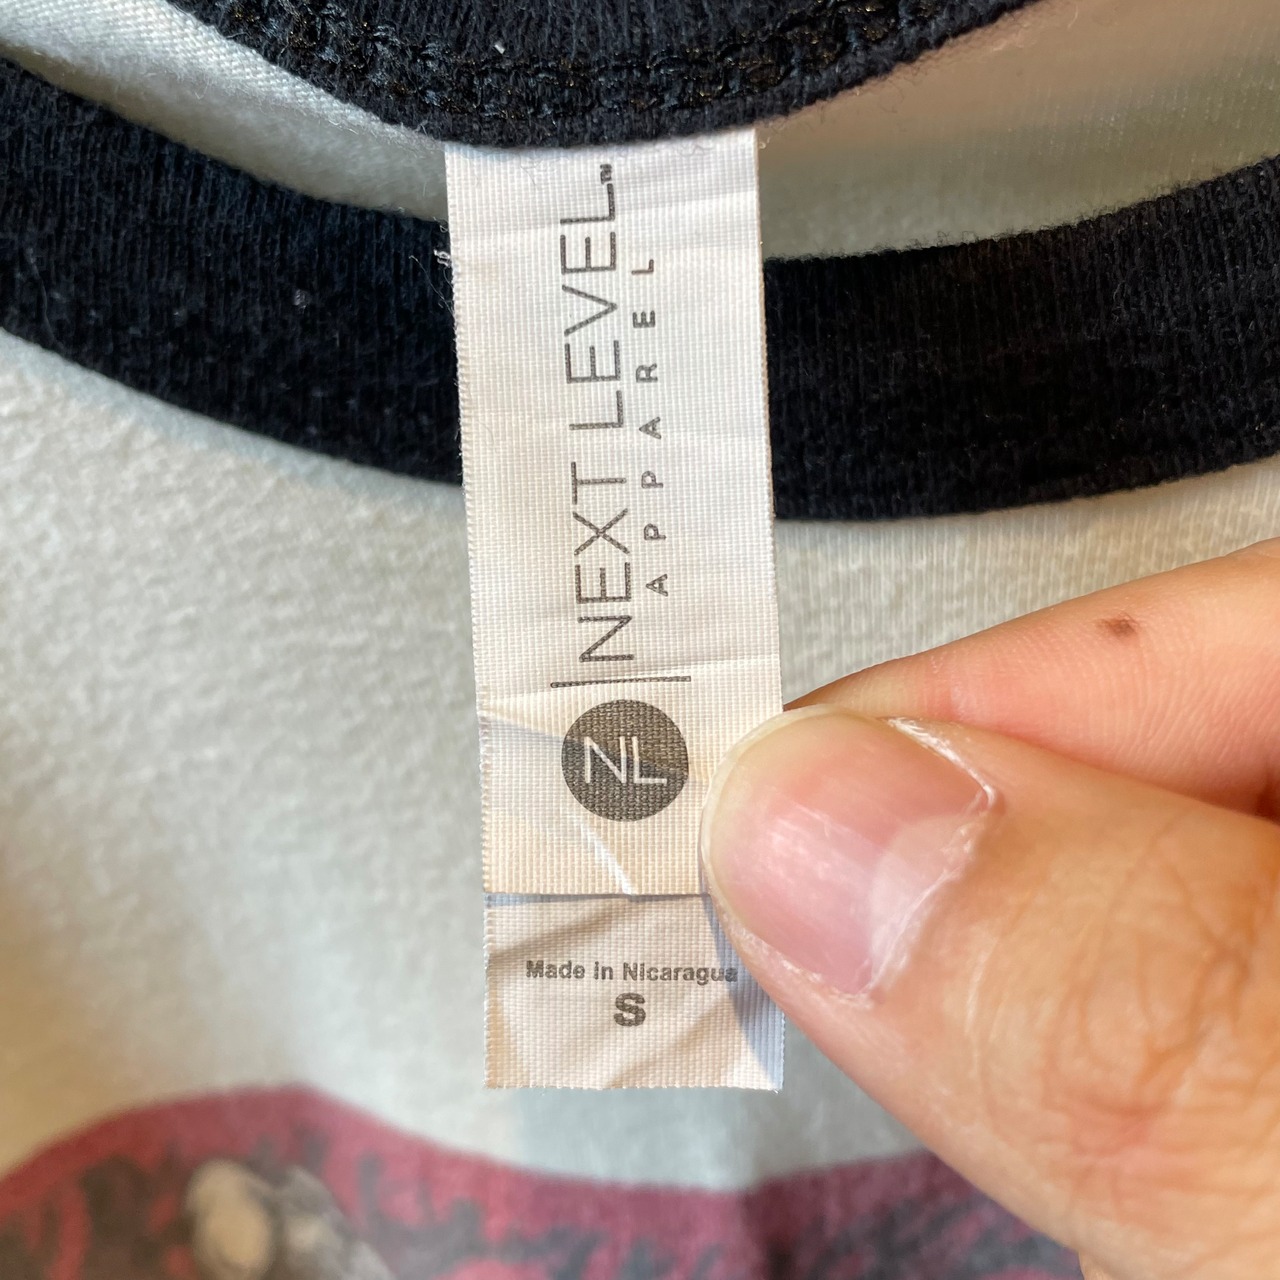 NEXT LEVEL™
APPAREL
NL
Made in Nicaragua
S